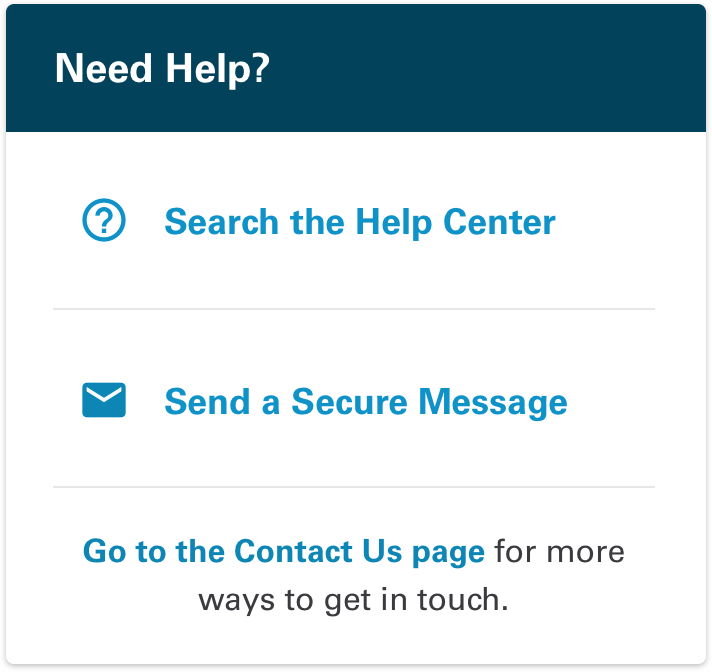 Need Help?
Search the Help Center
Send a Secure Message
Go to the Contact Us page for more
ways to get in touch.